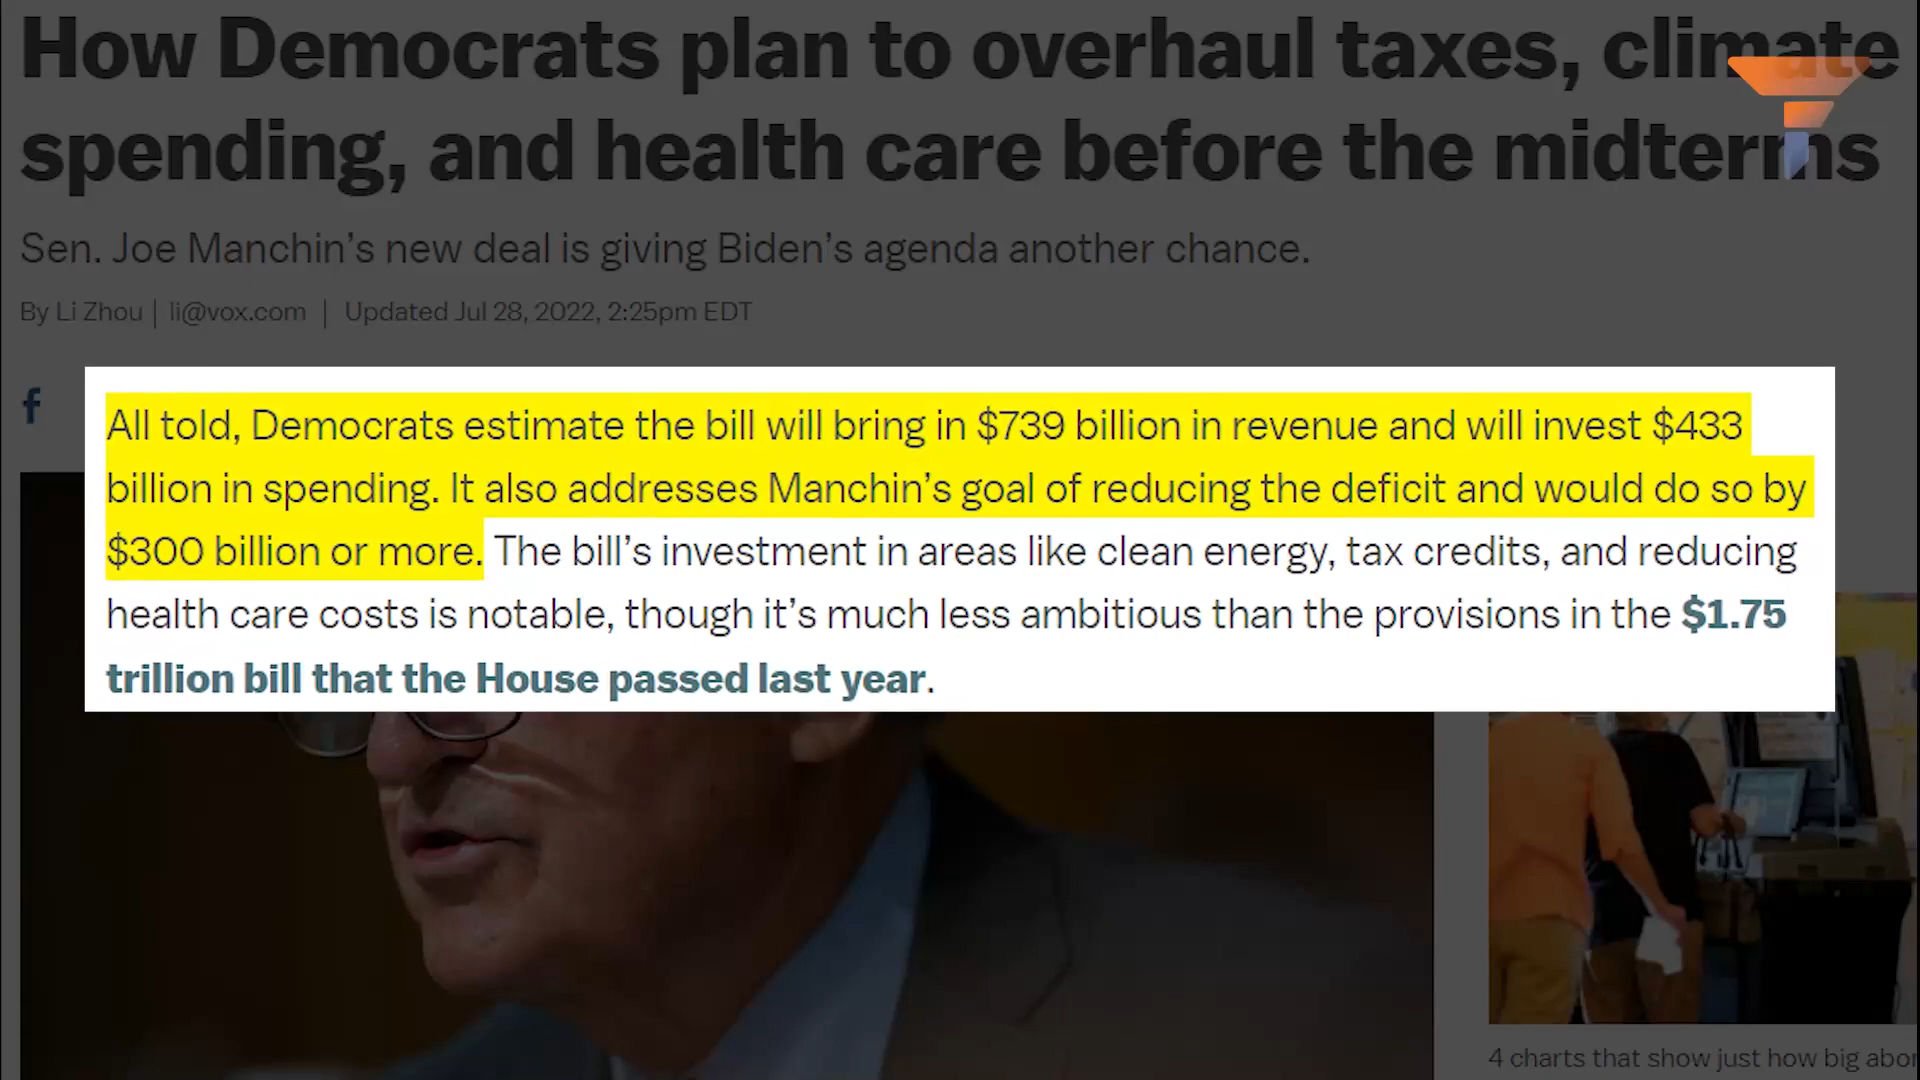 How Democrats plan to overhaul taxes, climate
spending, and health care before the midterms
Sen. Joe Manchin's new deal is giving Biden's agenda another chance.
By Li Zhou | li@vox.com | Updated Jul 28, 2022, 2:25pm EDT
f
All told, Democrats estimate the bill will bring in $739 billion in revenue and will invest $433
billion in spending. It also addresses Manchin's goal of reducing the deficit and would do so by
$300 billion or more. The bill's investment in areas like clean energy, tax credits, and reducing
health care costs is notable, though it's much less ambitious than the provisions in the $1.75
trillion bill that the House passed last year.
4 charts that show just how big abor